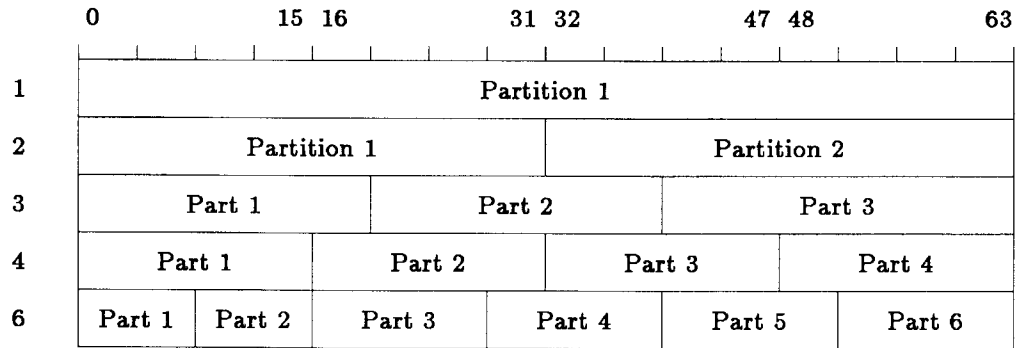 0 15 16 31 32 47 48 63
1 Partition 1
2 Partition 1 Partition 2
3 Part 1 Part 2 Part 3
4 Part 1 Part 2 Part 3 Part 4
6 Part 1 Part 2 Part 3 Part 4 Part 5 Part 6